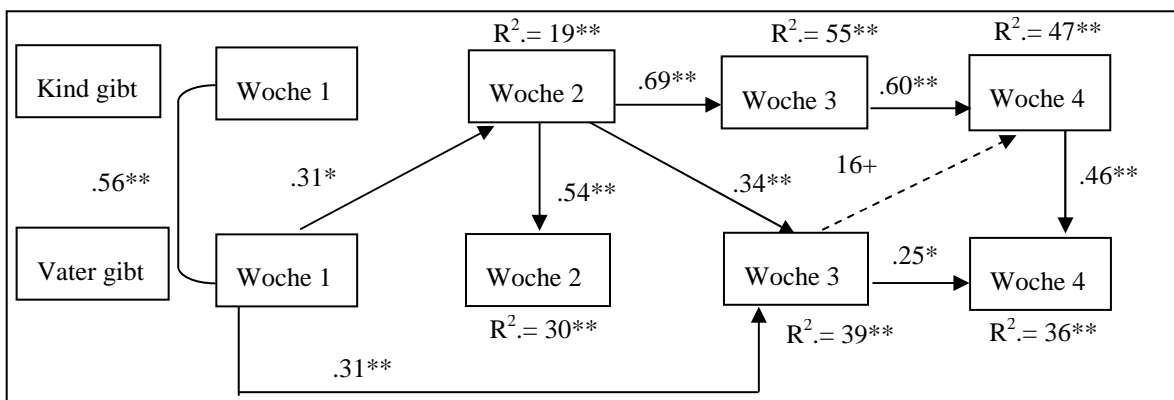 R².= 19**
R².= 55**
R².= 47**
Kind gibt
Woche 1
Woche 2
.69**
Woche 3
.60**
Woche 4
.56**
.31*
.54**
.34**
16+
.46**
Vater gibt
Woche 1
Woche 2
Woche 3
.25*
Woche 4
R².= 30**
R².= 39**
R².= 36**
.31**